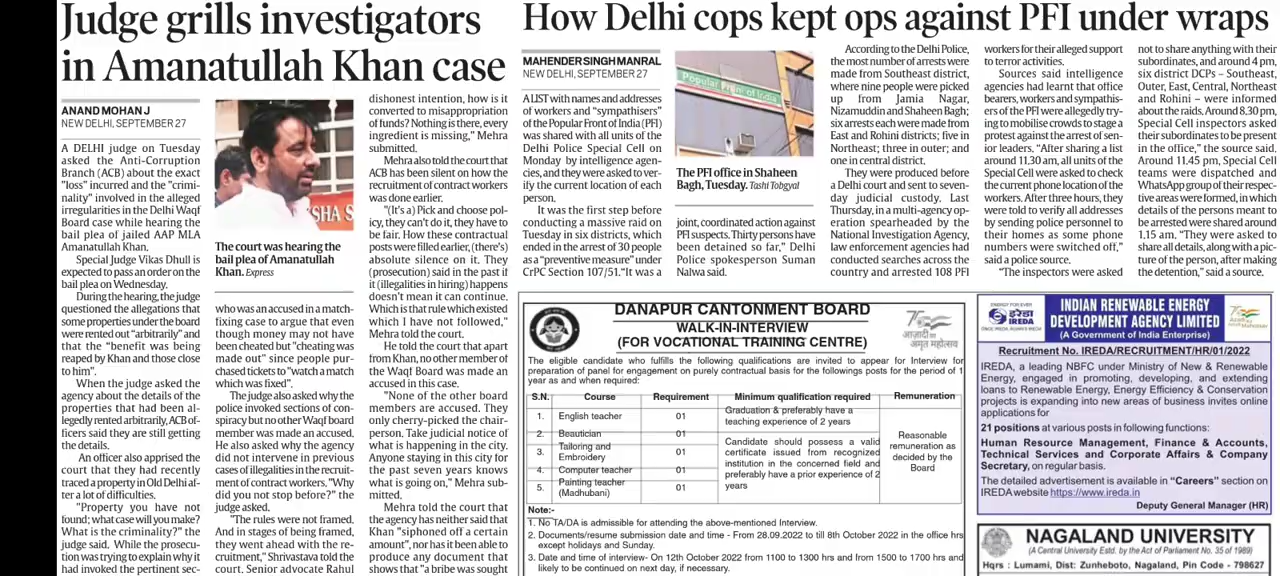 Judge grills investigators
in Amanatullah Khan case
ANAND MOHAN J
NEW DELHI, SEPTEMBER 27
A DELHI judge on Tuesday
asked the Anti-Corruption
Branch (ACB) about the exact
"loss" incurred and the "crimi-
nality" involved in the alleged
irregularities in the Delhi Waqf
Board case while hearing the
bail plea of jailed AAP MLA
Amanatullah Khan.
Special Judge Vikas Dhull is
expected to pass an order on the
bail plea on Wednesday.
During the hearing, the judge
questioned the allegations that
some properties under the board
were rented out "arbitrarily" and
that the "benefit was being
reaped by Khan and those close
to him".
When the judge asked the
agency about the details of the
properties that had been al-
legedly rented arbitrarily, ACB of-
ficers said they are still getting
the details.
An officer also apprised the
court that they had recently
traced a property in Old Delhi af-
ter a lot of difficulties.
"Property you have not
found; what case will you make?
What is the criminality?" the
judge said. While the prosecu-
tion was trying to explain why it
had invoked the pertinent sec-
SHA S
The court was hearing the
bail plea of Amanatullah
Khan. Express
who was an accused in a match-
fixing case to argue that even
though money may not have
been cheated but "cheating was
made out" since people pur-
chased tickets to "watch a match
which was fixed".
The judge also asked why the
police invoked sections of con-
spiracy but no other Waqf board
member was made an accused.
He also asked why the agency
did not intervene in previous
cases of illegalities in the recruit-
ment of contract workers. "Why
did you not stop before?" the
judge asked.
"The rules were not framed.
And in stages of being framed,
they went ahead with the re-
cruitment," Shrivastava told the
court. Senior advocate Rahul
dishonest intention, how is it
converted to misappropriation
of funds? Nothing is there, every
ingredient is missing," Mehra
submitted.
Mehra also told the court that
ACB has been silent on how the
recruitment of contract workers
was done earlier.
"(It's a) Pick and choose pol-
icy, they can't do it, they have to
be fair. How these contractual
posts were filled earlier, (there's)
absolute silence on it. They
(prosecution) said in the past if
it (illegalities in hiring) happens
doesn't mean it can continue.
Which is that rule which existed
which I have not followed,"
Mehra told the court.
He told the court that apart
from Khan, no other member of
the Waqf Board was made an
accused in this case.
"None of the other board
members are accused. They
only cherry-picked the chair-
person. Take judicial notice of
what is happening in the city.
Anyone staying in this city for
the past seven years knows
what is going on," Mehra sub-
mitted.
Mehra told the court that
the agency has neither said that
Khan "siphoned off a certain
amount", nor has it been able to
produce any document that
shows that "a bribe was sought
How Delhi cops kept ops against PFI under wraps
MAHENDER SINGH MANRAL
NEW DELHI, SEPTEMBER 27
A LIST with names and addresses
of workers and "sympathisers"
of the Popular Front of India (PFI)
was shared with all units of the
Delhi Police Special Cell on
Monday by intelligence agen-
cies, and they were asked to ver-
ify the current location of each
person.
It was the first step before
conducting a massive raid on
Tuesday in six districts, which
ended in the arrest of 30 people
as a "preventive measure" under
CrPC Section 107/51. "It was a
Popular Front of India
The PFI office in Shaheen
Bagh, Tuesday. Tashi Tobgyal
joint, coordinated action against
PFI suspects. Thirty persons have
been detained so far," Delhi
Police spokesperson Suman
Nalwa said.
According to the Delhi Police,
the most number of arrests were
made from Southeast district,
where nine people were picked
up from Jamia Nagar,
Nizamuddin and Shaheen Bagh;
six arrests each were made from
East and Rohini districts; five in
Northeast; three in outer; and
one in central district.
They were produced before
a Delhi court and sent to seven-
day judicial custody. Last
Thursday, in a multi-agency op-
eration spearheaded by the
National Investigation Agency,
law enforcement agencies had
conducted searches across the
country and arrested 108 PFI
workers for their alleged support
to terror activities.
Sources said intelligence
agencies had learnt that office
bearers, workers and sympathis-
ers of the PFI were allegedly try-
ing to mobilise crowds to stage a
protest against the arrest of sen-
ior leaders. "After sharing a list
around 11.30 am, all units of the
Special Cell were asked to check
the current phone location of the
workers. After three hours, they
were told to verify all addresses
by sending police personnel to
their homes as some phone
numbers were switched off,"
said a police source.
"The inspectors were asked
not to share anything with their
subordinates, and around 4 pm,
six district DCPs – Southeast,
Outer, East, Central, Northeast
and Rohini – were informed
about the raids. Around 8.30 pm,
Special Cell inspectors asked
their subordinates to be present
in the office," the source said.
Around 11.45 pm, Special Cell
teams were dispatched and
WhatsApp group of their respec-
tive areas were formed, in which
details of the persons meant to
be arrested were shared around
1.15 am. "They were asked to
share all details, along with a pic-
ture of the person, after making
the detention," said a source.
DANAPUR CANTONMENT BOARD
WALK-IN-INTERVIEW
(FOR VOCATIONAL TRAINING CENTRE)
आज़ादी का
अमृत महोत्सव
The eligible candidate who fulfills the following qualifications are invited to appear for Interview for
preparation of panel for engagement on purely contractual basis for the followings posts for the period of 1
year as and when required:
S.N. Course Requirement Minimum qualification required Remuneration
1. English teacher 01 Graduation & preferably have a teaching experience of 2 years
2. Beautician 01
3. Tailoring and Embroidery 01
4. Computer teacher 01
5. Painting teacher (Madhubani) 01
Candidate should possess a valid
certificate issued from recognized
institution in the concerned field and
preferably have a prior experience of 2
years
Reasonable
remuneration as
decided by the
Board
Note:-
1. No TA/DA is admissible for attending the above-mentioned Interview.
2. Documents/resume submission date and time - From 28.09.2022 to till 8th October 2022 in the office hrs
except holidays and Sunday.
3. Date and time of interview- On 12th October 2022 from 1100 to 1300 hrs and from 1500 to 1700 hrs and
likely to be continued on next day, if necessary.
ENERGY FOR EVER
इरेडा
IREDA
INDIAN RENEWABLE ENERGY
DEVELOPMENT AGENCY LIMITED
(A Government of India Enterprise)
Recruitment No. IREDA/RECRUITMENT/HR/01/2022
IREDA, a leading NBFC under Ministry of New & Renewable
Energy, engaged in promoting, developing, and extending
loans to Renewable Energy, Energy Efficiency & Conservation
projects is expanding into new areas of business invites online
applications for
21 positions at various posts in following functions:
Human Resource Management, Finance & Accounts,
Technical Services and Corporate Affairs & Company
Secretary, on regular basis.
The detailed advertisement is available in "Careers" section on
IREDA website https://www.ireda.in
Deputy General Manager (HR)
NAGALAND UNIVERSITY
(A Central University Estd. by the Act of Parliament No. 35 of 1989)
Hqrs : Lumami, Dist: Zunheboto, Nagaland, Pin Code - 798627